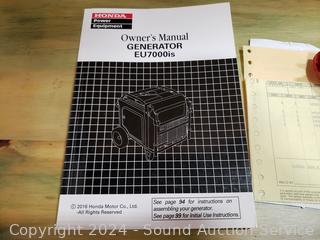 HONDA
Power
Equipment
Owner's Manual
GENERATOR
EU7000is
© 2016 Honda Motor Co., Ltd.
-All Rights Reserved
See page 94 for instructions on
assembling your generator.
See page 99 for Initial Use Instructions.
Copyright 2024 - Sound Auction Service